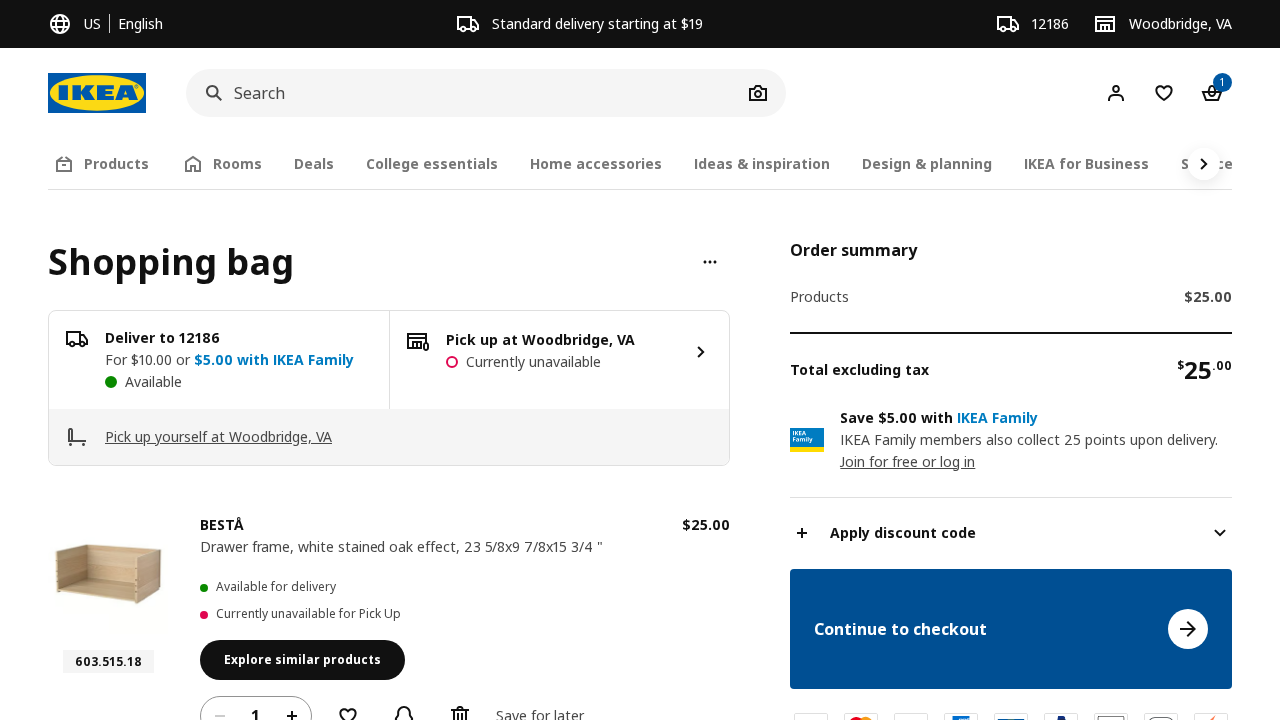 US
English
Standard delivery starting at $19
12186
Woodbridge, VA
IKEA
Search
1
Products
Rooms
Deals
College essentials
Home accessories
Ideas & inspiration
Design & planning
IKEA for Business
Shopping bag
Deliver to 12186
For $10.00 or $5.00 with IKEA Family
Available
Pick up at Woodbridge, VA
Currently unavailable
Pick up yourself at Woodbridge, VA
BESTÅ
$25.00
Drawer frame, white stained oak effect, 23 5/8x9 7/8x15 3/4 "
Available for delivery
Currently unavailable for Pick Up
603.515.18
Explore similar products
1
Save for later
Order summary
Products
$25.00
Total excluding tax
$25.00
Save $5.00 with IKEA Family
IKEA
Family
IKEA Family members also collect 25 points upon delivery.
Join for free or log in
Apply discount code
Continue to checkout